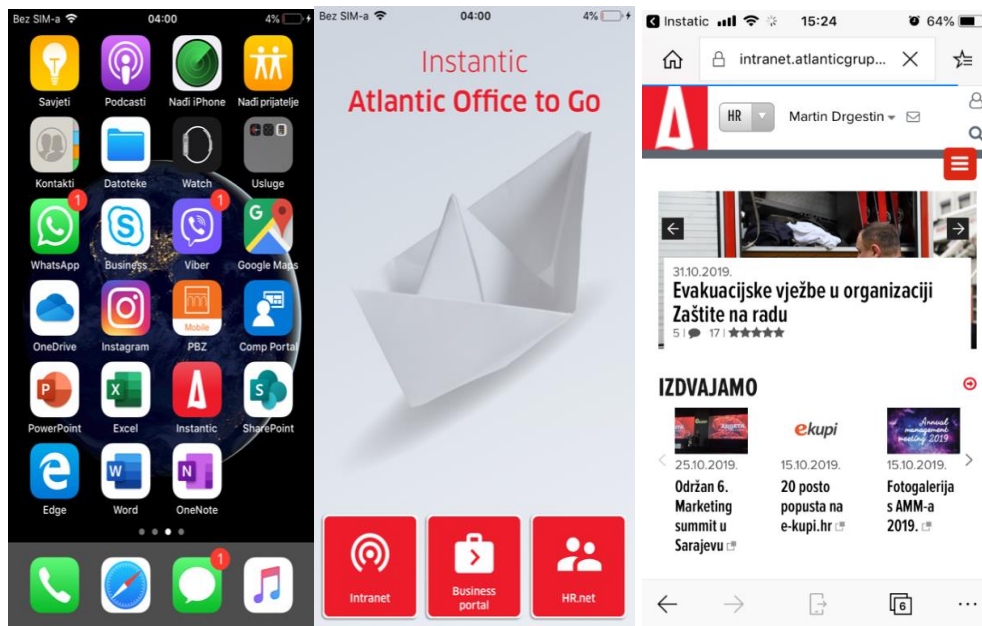 Bez SIM-a
04:00
4%
Savjeti
Podcasti
Nađi iPhone
Nađi prijatelje
Kontakti
Datoteke
Watch
Usluge
1
1
WhatsApp
Business
Viber
Google Maps
OneDrive
Instagram
Mobile
PBZ
Comp Portal
PowerPoint
Excel
Instantic
SharePoint
Edge
Word
OneNote
1
Bez SIM-a
04:00
4%
Instantic
Atlantic Office to Go
Intranet
Business
portal
HR.net
Instatic
15:24
64%
intranet.atlanticgrup...
HR
Martin Drgestin
31.10.2019.
Evakuacijske vježbe u organizaciji
Zaštite na radu
5 | 17 | ★★★★★
IZDVAJAMO
ekupi
Annual
management
meeting 2019
25.10.2019.
Održan 6.
Marketing
summit u
Sarajevu
15.10.2019.
20 posto
popusta na
e-kupi.hr
15.10.2019.
Fotogalerija
s AMM-a
2019.
6